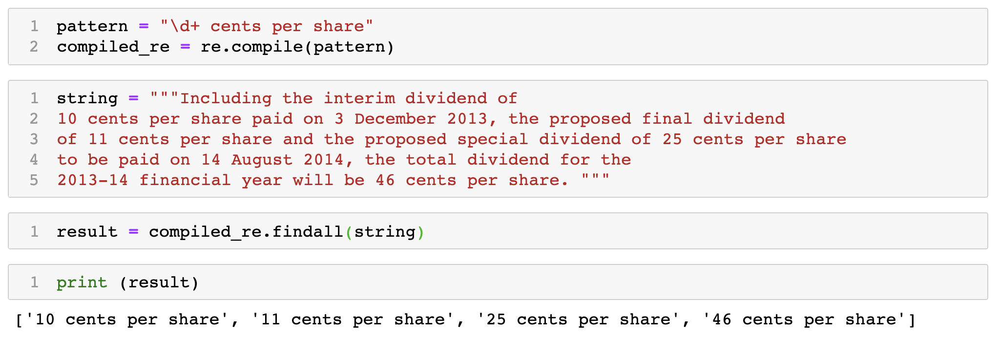 1 pattern = "\d+ cents per share"
2 compiled_re = re.compile(pattern)
1 string = """Including the interim dividend of
2 10 cents per share paid on 3 December 2013, the proposed final dividend
3 of 11 cents per share and the proposed special dividend of 25 cents per share
4 to be paid on 14 August 2014, the total dividend for the
5 2013-14 financial year will be 46 cents per share. """
1 result = compiled_re.findall(string)
1 print (result)
['10 cents per share', '11 cents per share', '25 cents per share', '46 cents per share']